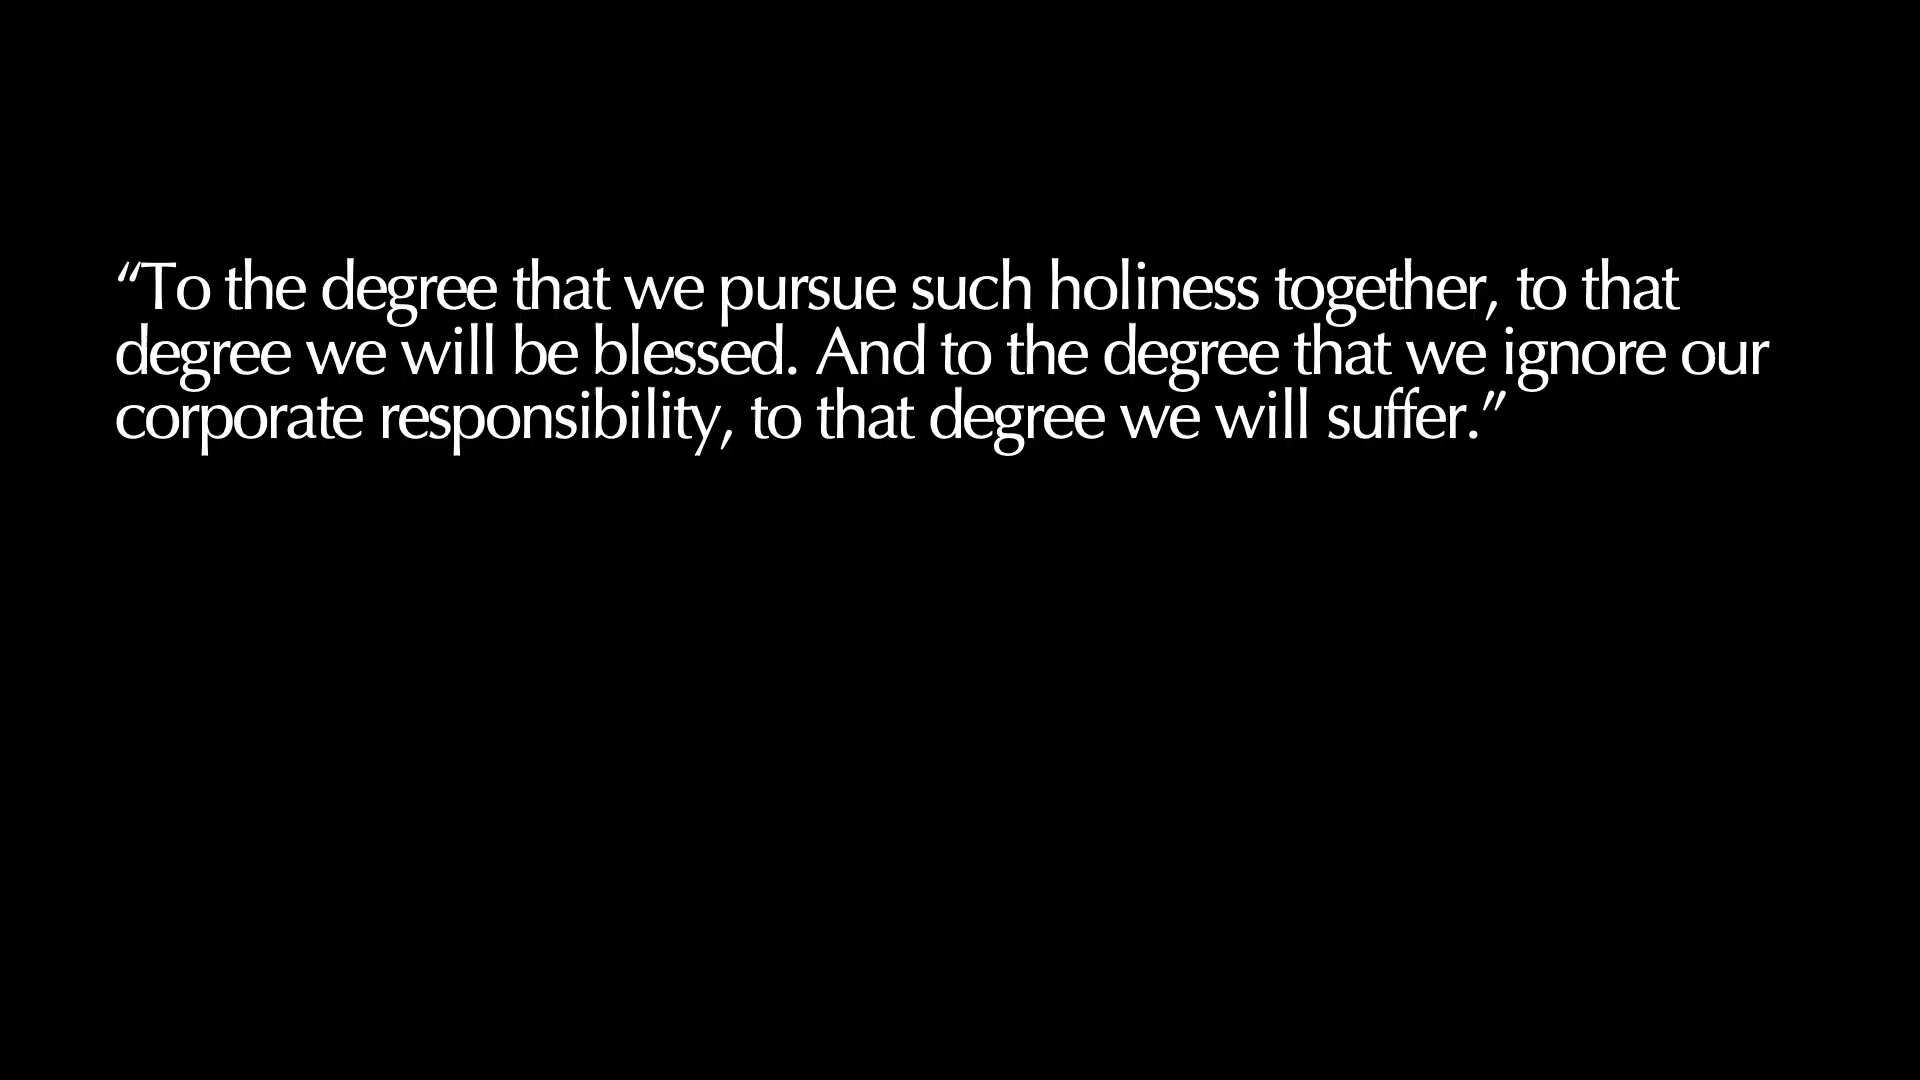 “To the degree that we pursue such holiness together, to that
degree we will be blessed. And to the degree that we ignore our
corporate responsibility, to that degree we will suffer.”